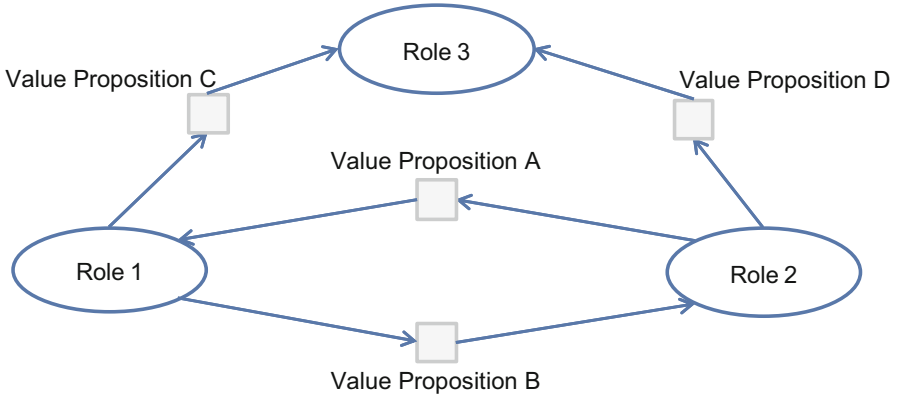 Role 3
Value Proposition C
Value Proposition D
Value Proposition A
Role 1
Role 2
Value Proposition B